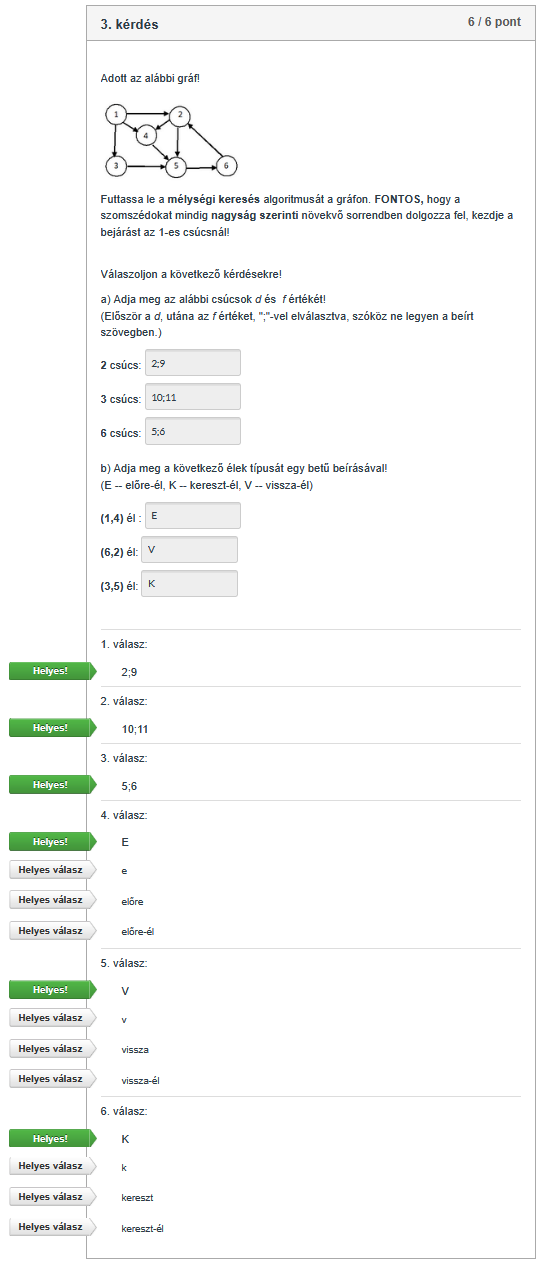 3. kérdés
6 / 6 pont
Adott az alábbi gráf!
1
2
4
3
5
6
Futtassa le a mélységi keresés algoritmusát a gráfon. FONTOS, hogy a
szomszédokat mindig nagyság szerinti növekvő sorrendben dolgozza fel, kezdje a
bejárást az 1-es csúcsnál!
Válaszoljon a következő kérdésekre!
a) Adja meg az alábbi csúcsok d és f értékét!
(Először a d, utána az f értéket, ";"-vel elválasztva, szóköz ne legyen a beírt
szövegben.)
2 csúcs: 2;9
3 csúcs: 10;11
6 csúcs: 5;6
b) Adja meg a következő élek típusát egy betű beírásával!
(E -- előre-él, K -- kereszt-él, V -- vissza-él)
(1,4) él : E
(6,2) él: V
(3,5) él: K
1. válasz:
Helyes! 2;9
2. válasz:
Helyes! 10;11
3. válasz:
Helyes! 5;6
4. válasz:
Helyes! E
Helyes válasz e
Helyes válasz előre
Helyes válasz előre-él
5. válasz:
Helyes! V
Helyes válasz v
Helyes válasz vissza
Helyes válasz vissza-él
6. válasz:
Helyes! K
Helyes válasz k
Helyes válasz kereszt
Helyes válasz kereszt-él